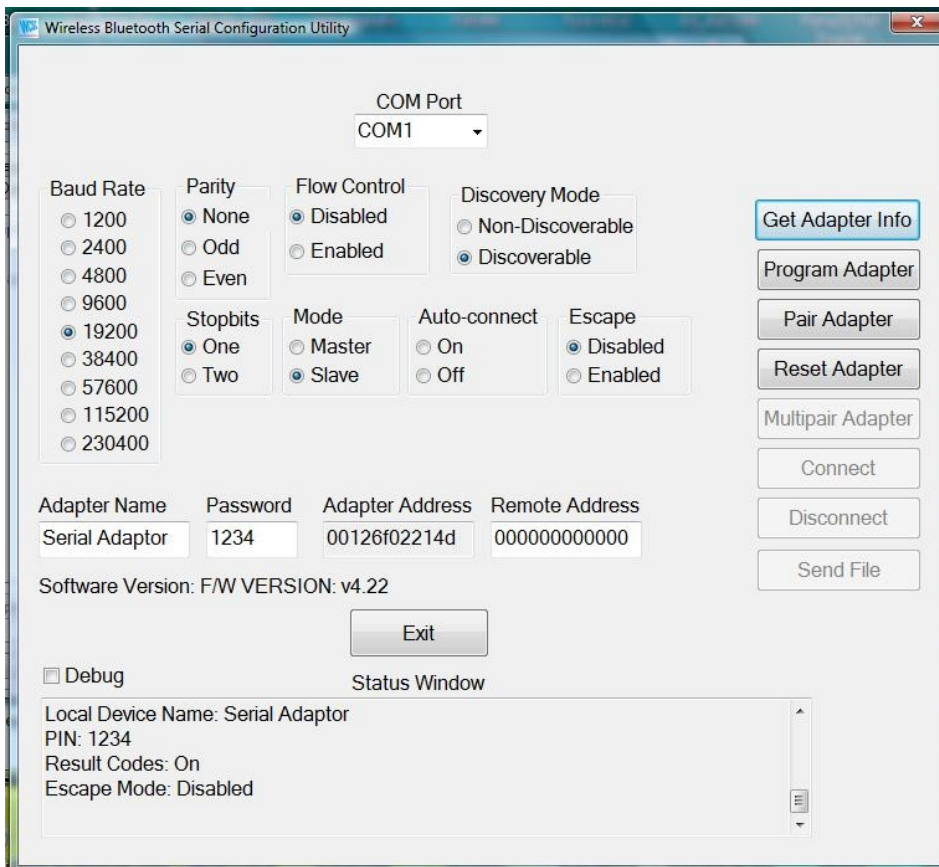 Wireless Bluetooth Serial Configuration Utility
COM Port
COM1
Baud Rate
1200
2400
4800
9600
19200
38400
57600
115200
230400
Parity
None
Odd
Even
Flow Control
Disabled
Enabled
Discovery Mode
Non-Discoverable
Discoverable
Stopbits
One
Two
Mode
Master
Slave
Auto-connect
On
Off
Escape
Disabled
Enabled
Get Adapter Info
Program Adapter
Pair Adapter
Reset Adapter
Multipair Adapter
Connect
Disconnect
Send File
Adapter Name
Serial Adaptor
Password
1234
Adapter Address
00126f02214d
Remote Address
000000000000
Software Version: F/W VERSION: v4.22
Exit
Debug
Status Window
Local Device Name: Serial Adaptor
PIN: 1234
Result Codes: On
Escape Mode: Disabled